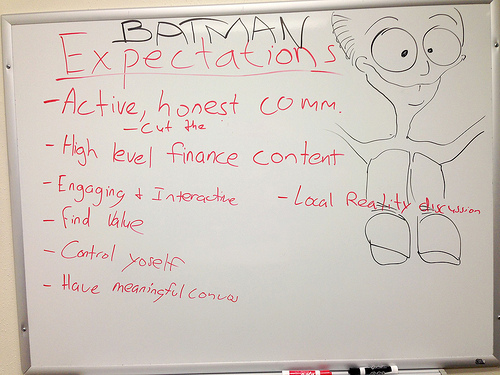 BATMAN
Expectations
- Active, honest comm.
- Cut the
- High level finance content
- Engaging + Interactive
- Local Reality discussion
- Find Value
- Control yoself
- Have meaningful convos